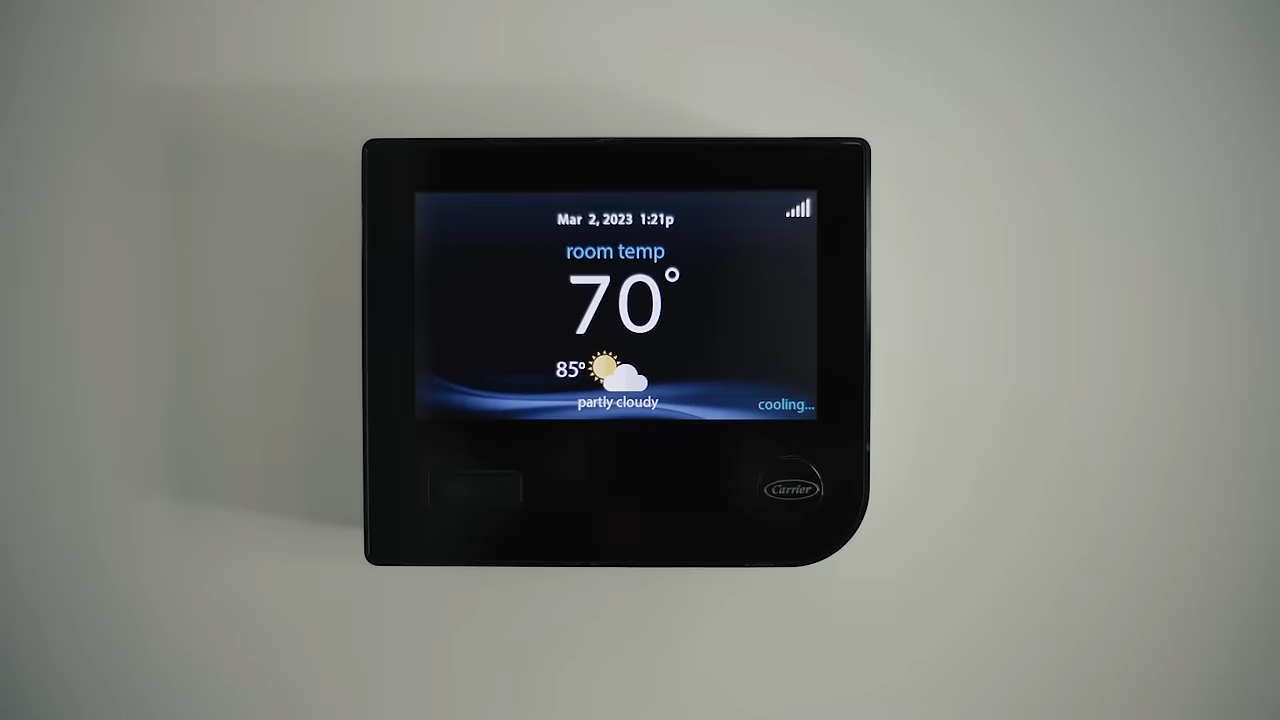 Mar 2, 2023 1:21p
room temp
70°
85°
partly cloudy
cooling...
Carrier